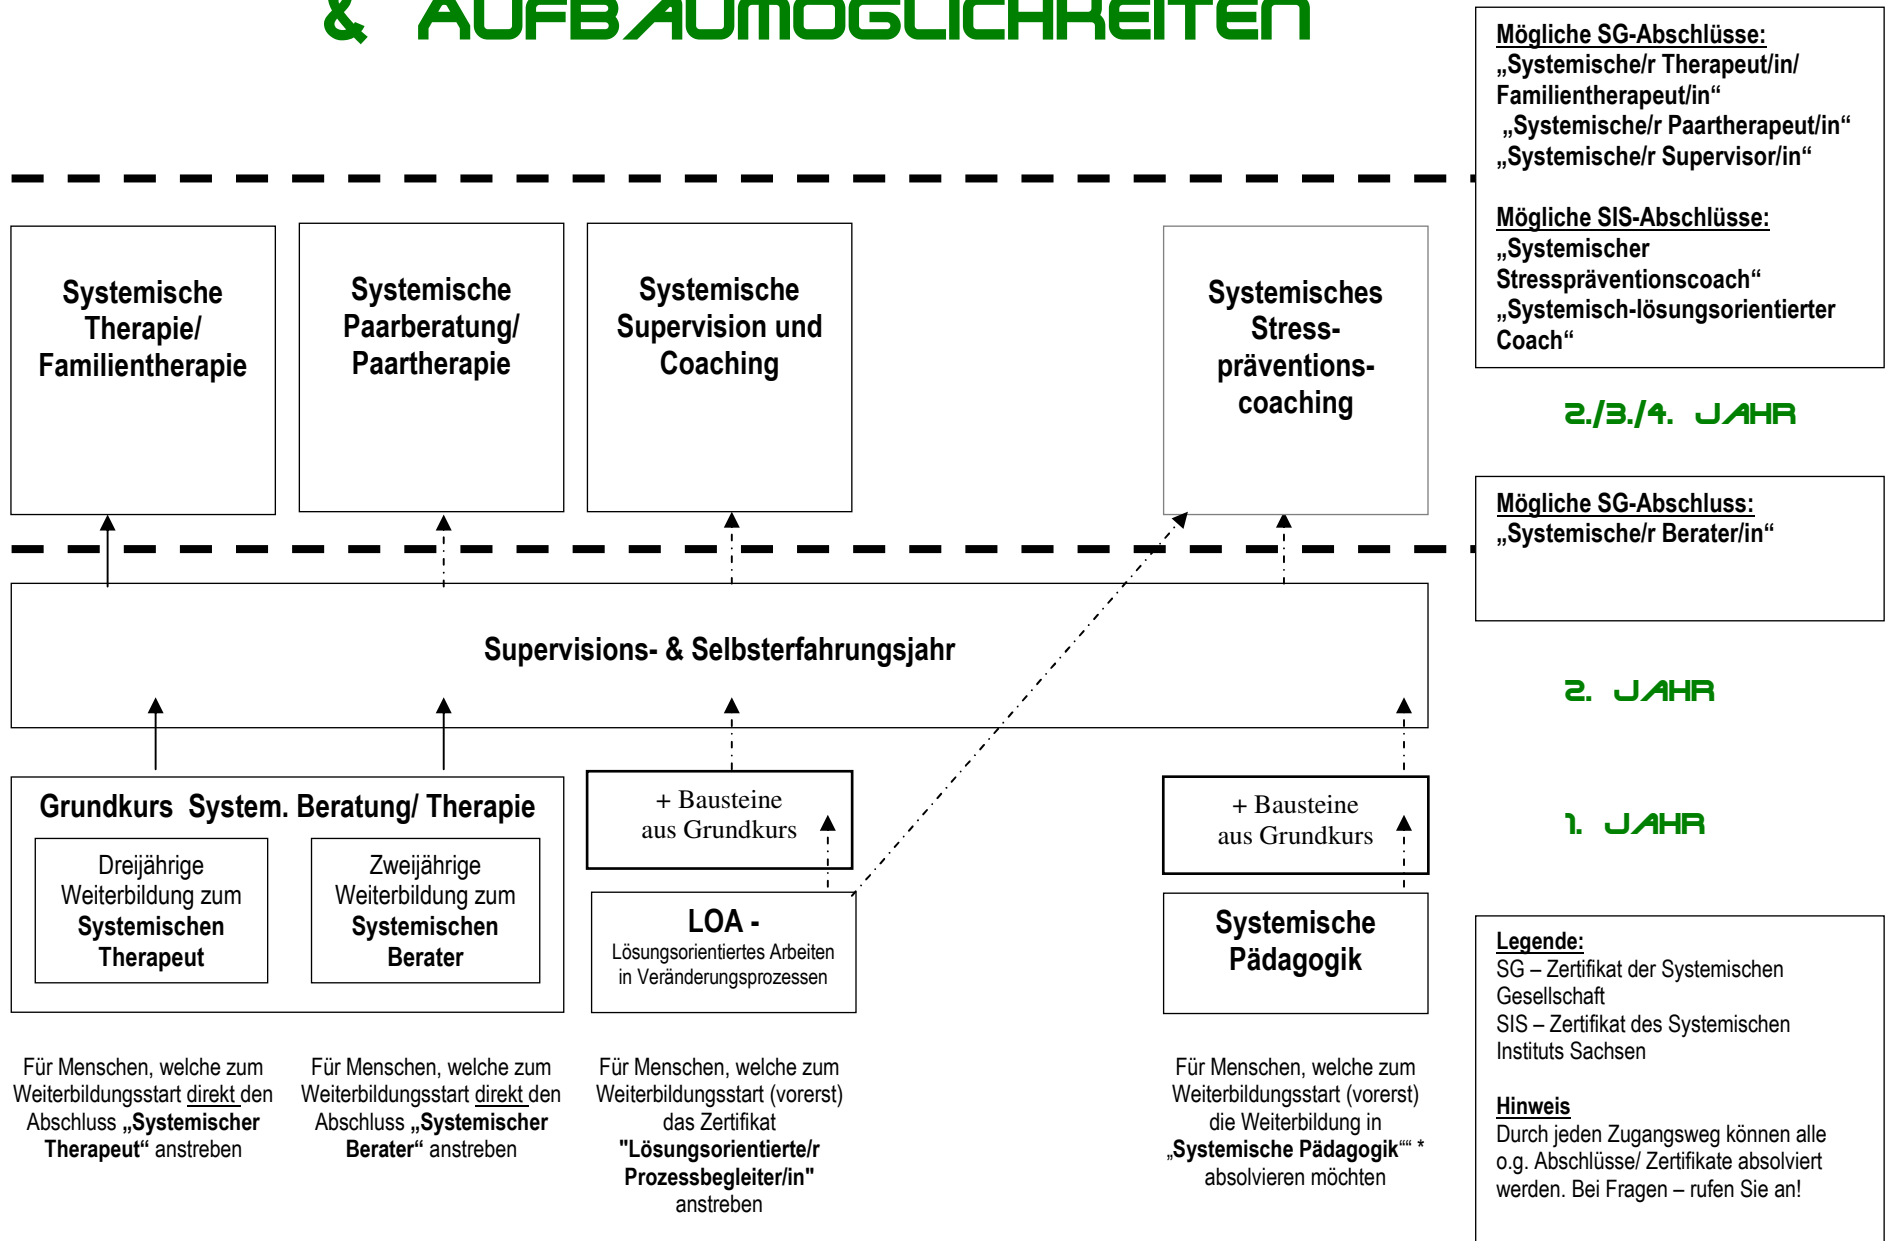 & AUFBAUMÖGLICHKEITEN
Mögliche SG-Abschlüsse:
„Systemische/r Therapeut/in/
Familientherapeut/in“
„Systemische/r Paartherapeut/in“
„Systemische/r Supervisor/in“
Mögliche SIS-Abschlüsse:
„Systemischer
Stresspräventionscoach“
„Systemisch-lösungsorientierter
Coach“
Systemische
Therapie/
Familientherapie
Systemische
Paarberatung/
Paartherapie
Systemische
Supervision und
Coaching
Systemisches
Stress-
präventions-
coaching
2./3./4. JAHR
Mögliche SG-Abschluss:
„Systemische/r Berater/in“
Supervisions- & Selbsterfahrungsjahr
2. JAHR
Grundkurs System. Beratung/ Therapie
Dreijährige
Weiterbildung zum
Systemischen
Therapeut
Zweijährige
Weiterbildung zum
Systemischen
Berater
+ Bausteine
aus Grundkurs
LOA -
Lösungsorientiertes Arbeiten
in Veränderungsprozessen
+ Bausteine
aus Grundkurs
Systemische
Pädagogik
1. JAHR
Für Menschen, welche zum
Weiterbildungsstart direkt den
Abschluss „Systemischer
Therapeut“ anstreben
Für Menschen, welche zum
Weiterbildungsstart direkt den
Abschluss „Systemischer
Berater“ anstreben
Für Menschen, welche zum
Weiterbildungsstart (vorerst)
das Zertifikat
"Lösungsorientierte/r
Prozessbegleiter/in"
anstreben
Für Menschen, welche zum
Weiterbildungsstart (vorerst)
die Weiterbildung in
„Systemische Pädagogik““ *
absolvieren möchten
Legende:
SG – Zertifikat der Systemischen
Gesellschaft
SIS – Zertifikat des Systemischen
Instituts Sachsen
Hinweis
Durch jeden Zugangsweg können alle
o.g. Abschlüsse/ Zertifikate absolviert
werden. Bei Fragen – rufen Sie an!